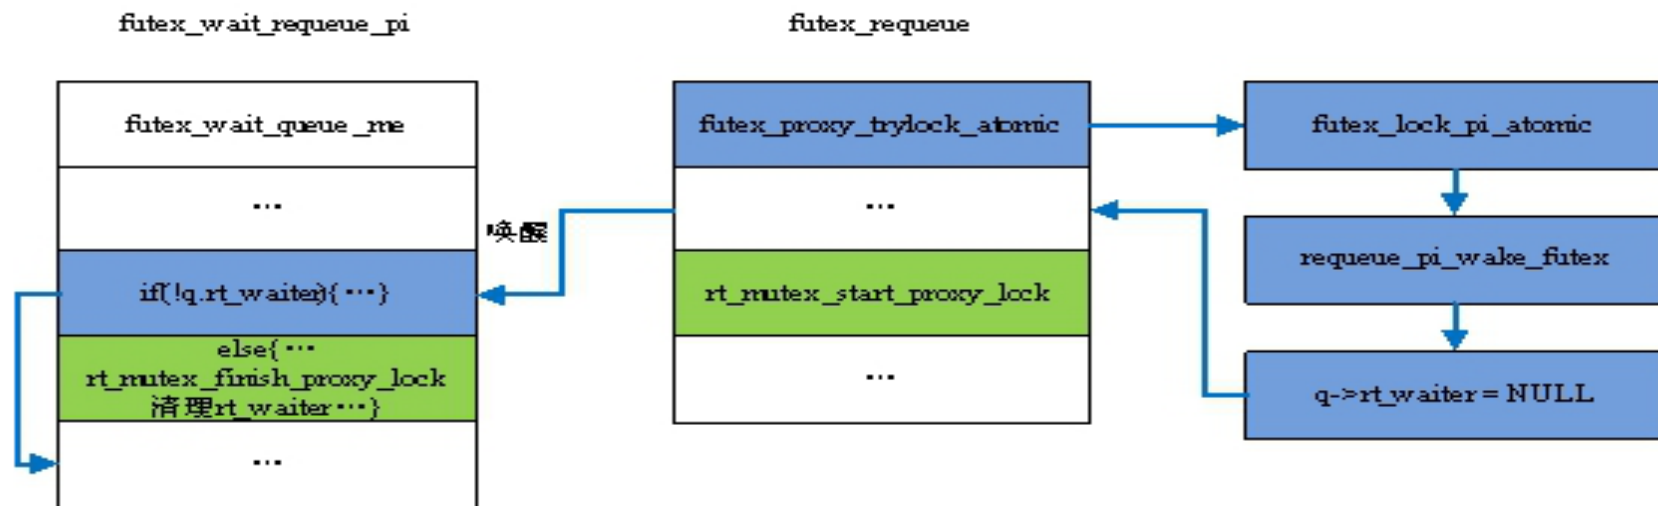 futex_wait_requeue_pi
futex_wait_queue_me
...
if(!q.rt_waiter){...}
else{...
rt_mutex_finish_proxy_lock
清理rt_waiter...}
...
唤醒
futex_requeue
futex_proxy_trylock_atomic
...
rt_mutex_start_proxy_lock
...
futex_lock_pi_atomic
requeue_pi_wake_futex
q->rt_waiter = NULL